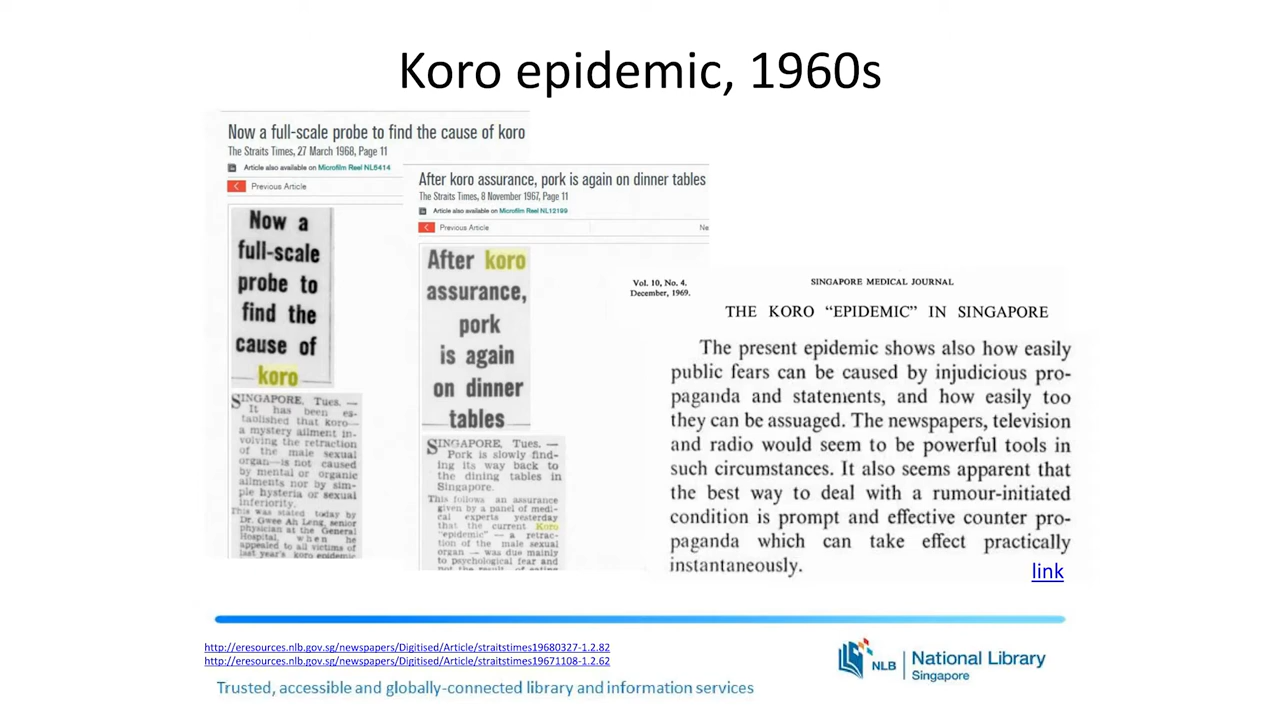 Koro epidemic, 1960s
Now a full-scale probe to find the cause of koro
The Straits Times, 27 March 1968, Page 11
Article also available on Microfilm Reel NL5414
Previous Article
Now a
full-scale
probe to
find the
cause of
koro
SINGAPORE, Tues. —
It has been es-
tablished that koro—
a mystery ailment in-
volving the retraction
of the male sexual
organ—is not caused
by mental or organic
ailments nor by sim-
ple hysteria or sexual
inferiority.
This was stated today by
Dr. Gwee Ah Leng, senior
physician at the General
Hospital, when he
appealed to all victims of
last year's koro epidemic
After koro assurance, pork is again on dinner tables
The Straits Times, 8 November 1967, Page 11
Article also available on Microfilm Reel NL12199
Previous Article
Ne
After koro
assurance,
pork
is again
on dinner
tables
SINGAPORE, Tues. —
Pork is slowly find-
ing its way back to
the dining tables in
Singapore.
This follows an assurance
given by a panel of medi-
cal experts yesterday
that the current Koro
"epidemic" — a retrac-
tion of the male sexual
organ — was due mainly
to psychological fear and
not the result of eating
Vol. 10, No. 4.
December, 1969.
SINGAPORE MEDICAL JOURNAL
THE KORO "EPIDEMIC" IN SINGAPORE
The present epidemic shows also how easily
public fears can be caused by injudicious pro-
paganda and statements, and how easily too
they can be assuaged. The newspapers, television
and radio would seem to be powerful tools in
such circumstances. It also seems apparent that
the best way to deal with a rumour-initiated
condition is prompt and effective counter pro-
paganda which can take effect practically
instantaneously.
link
http://eresources.nlb.gov.sg/newspapers/Digitised/Article/straitstimes19680327-1.2.82
http://eresources.nlb.gov.sg/newspapers/Digitised/Article/straitstimes19671108-1.2.62
Trusted, accessible and globally-connected library and information services
NLB
National Library
Singapore